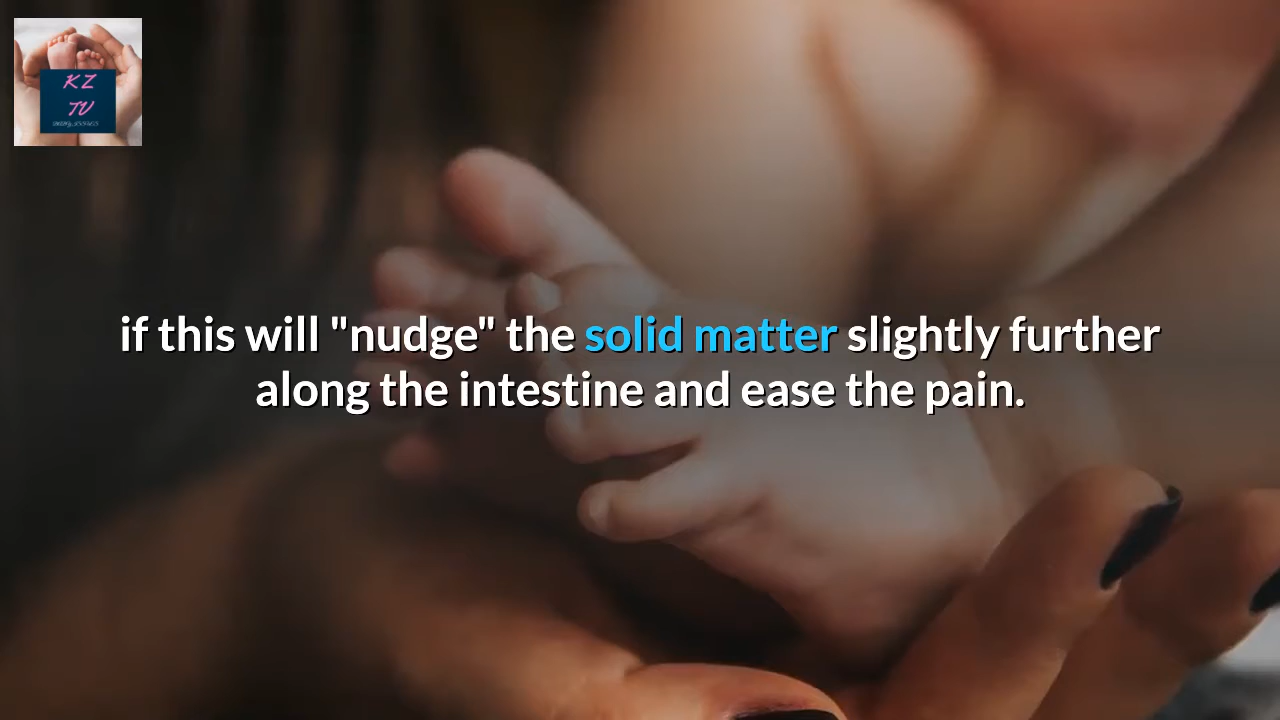 KZ
TV
if this will "nudge" the solid matter slightly further
along the intestine and ease the pain.